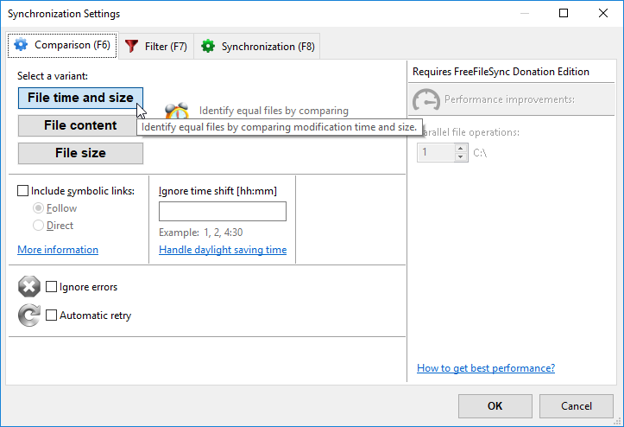 Synchronization Settings
Comparison (F6)
Filter (F7)
Synchronization (F8)
Select a variant:
File time and size
File content
File size
Identify equal files by comparing
Identify equal files by comparing modification time and size.
Include symbolic links:
Follow
Direct
More information
Ignore time shift [hh:mm]
Example: 1, 2, 4:30
Handle daylight saving time
Ignore errors
Automatic retry
Requires FreeFileSync Donation Edition
Performance improvements:
arallel file operations:
1 C:\
How to get best performance?
OK
Cancel